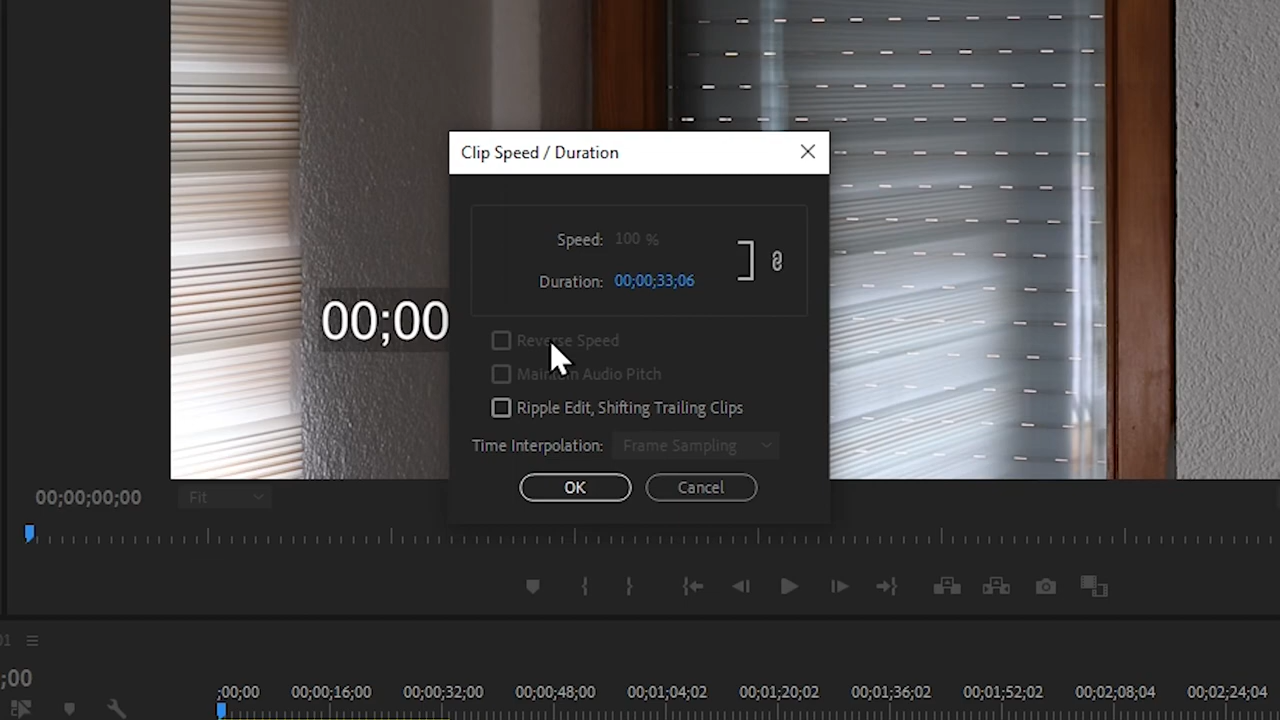 Clip Speed / Duration
Speed: 100 %
Duration: 00;00;33;06
00;00
Reverse Speed
Maintain Audio Pitch
Ripple Edit, Shifting Trailing Clips
Time Interpolation: Frame Sampling
OK Cancel
00;00;00;00 Fit
01
;00
;00;00 00;00;16;00 00;00;32;00 00;00;48;00 00;01;04;02 00;01;20;02 00;01;36;02 00;01;52;02 00;02;08;04 00;02;24;04